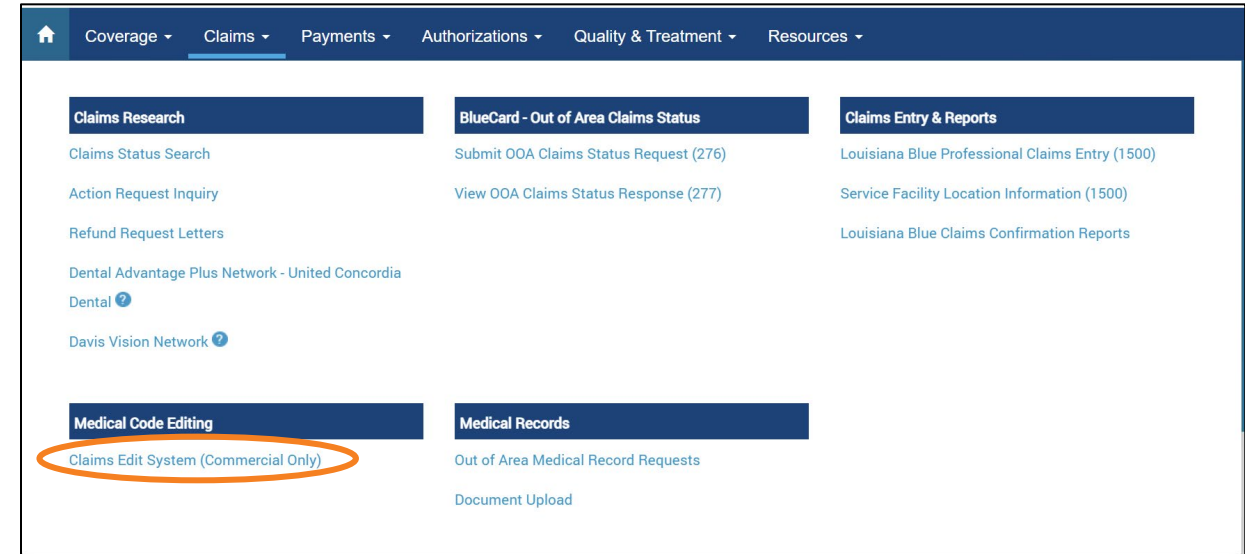 Coverage Claims Payments Authorizations Quality & Treatment Resources
Claims Research
Claims Status Search
Action Request Inquiry
Refund Request Letters
Dental Advantage Plus Network - United Concordia
Dental ?
Davis Vision Network ?
BlueCard - Out of Area Claims Status
Submit OOA Claims Status Request (276)
View OOA Claims Status Response (277)
Claims Entry & Reports
Louisiana Blue Professional Claims Entry (1500)
Service Facility Location Information (1500)
Louisiana Blue Claims Confirmation Reports
Medical Code Editing
Claims Edit System (Commercial Only)
Medical Records
Out of Area Medical Record Requests
Document Upload